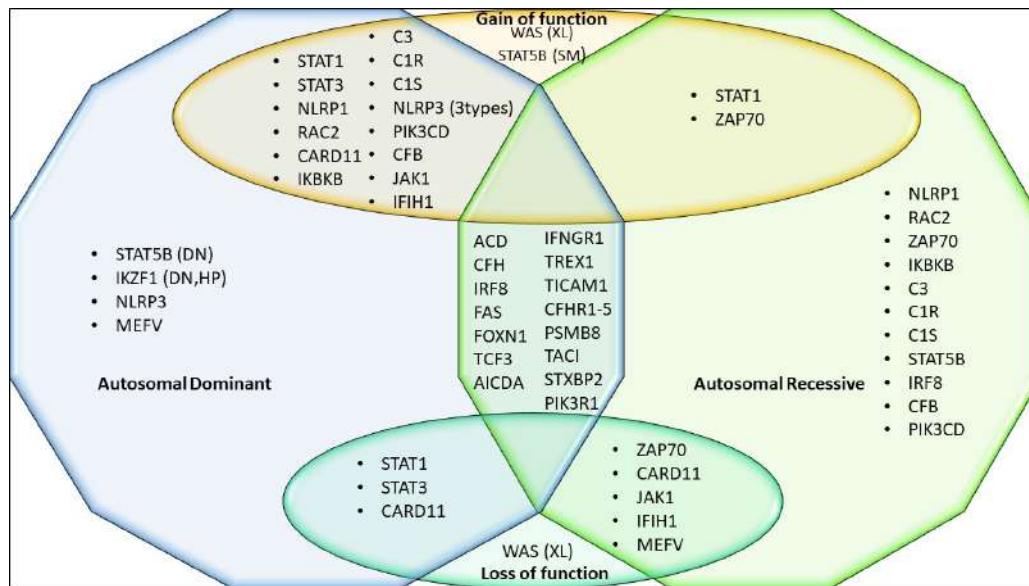 Gain of function
WAS (XL)
STAT5B (SM)
• STAT1
• STAT3
• NLRP1
• RAC2
• CARD11
• IKBKB
• C3
• C1R
• C1S
• NLRP3 (3types)
• PIK3CD
• CFB
• JAK1
• IFIH1
• STAT1
• ZAP70
• STAT5B (DN)
• IKZF1 (DN,HP)
• NLRP3
• MEFV
Autosomal Dominant
ACD
CFH
IRF8
FAS
FOXN1
TCF3
AICDA
IFNGR1
TREX1
TICAM1
CFHR1-5
PSMB8
TACI
STXBP2
PIK3R1
Autosomal Recessive
• NLRP1
• RAC2
• ZAP70
• IKBKB
• C3
• C1R
• C1S
• STAT5B
• IRF8
• CFB
• PIK3CD
• STAT1
• STAT3
• CARD11
• ZAP70
• CARD11
• JAK1
• IFIH1
• MEFV
WAS (XL)
Loss of function